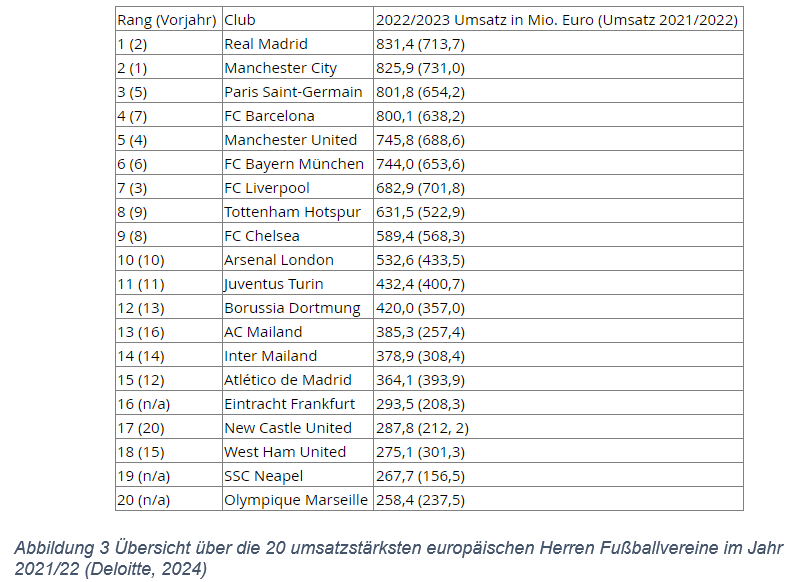 Rang (Vorjahr) Club 2022/2023 Umsatz in Mio. Euro (Umsatz 2021/2022)
1 (2) Real Madrid 831,4 (713,7)
2 (1) Manchester City 825,9 (731,0)
3 (5) Paris Saint-Germain 801,8 (654,2)
4 (7) FC Barcelona 800,1 (638,2)
5 (4) Manchester United 745,8 (688,6)
6 (6) FC Bayern München 744,0 (653,6)
7 (3) FC Liverpool 682,9 (701,8)
8 (9) Tottenham Hotspur 631,5 (522,9)
9 (8) FC Chelsea 589,4 (568,3)
10 (10) Arsenal London 532,6 (433,5)
11 (11) Juventus Turin 432,4 (400,7)
12 (13) Borussia Dortmung 420,0 (357,0)
13 (16) AC Mailand 385,3 (257,4)
14 (14) Inter Mailand 378,9 (308,4)
15 (12) Atlético de Madrid 364,1 (393,9)
16 (n/a) Eintracht Frankfurt 293,5 (208,3)
17 (20) New Castle United 287,8 (212, 2)
18 (15) West Ham United 275,1 (301,3)
19 (n/a) SSC Neapel 267,7 (156,5)
20 (n/a) Olympique Marseille 258,4 (237,5)
Abbildung 3 Übersicht über die 20 umsatzstärksten europäischen Herren Fußballvereine im Jahr
2021/22 (Deloitte, 2024)